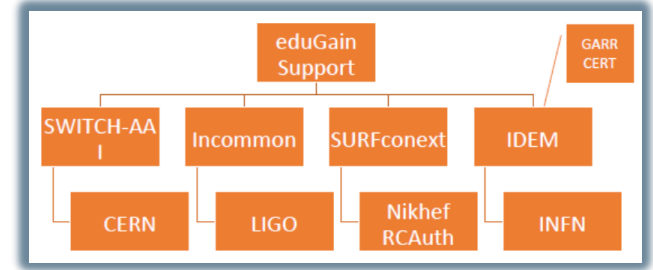 eduGain
Support
GARR
CERT
SWITCH-AA
I
Incommon
SURFconext
IDEM
CERN
LIGO
Nikhef
RCAuth
INFN